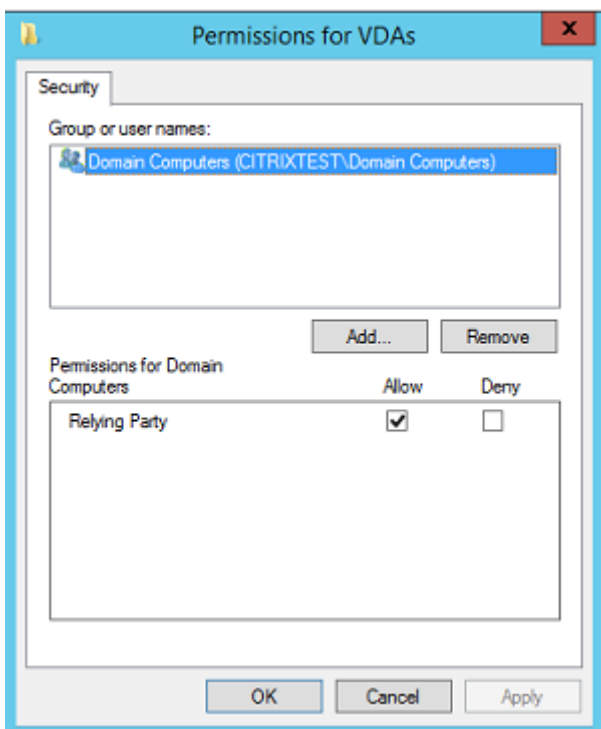 Permissions for VDAs
x
Security
Group or user names:
Domain Computers (CITRIXTEST\Domain Computers)
Add... Remove
Permissions for Domain
Computers Allow Deny
Relying Party
OK Cancel Apply